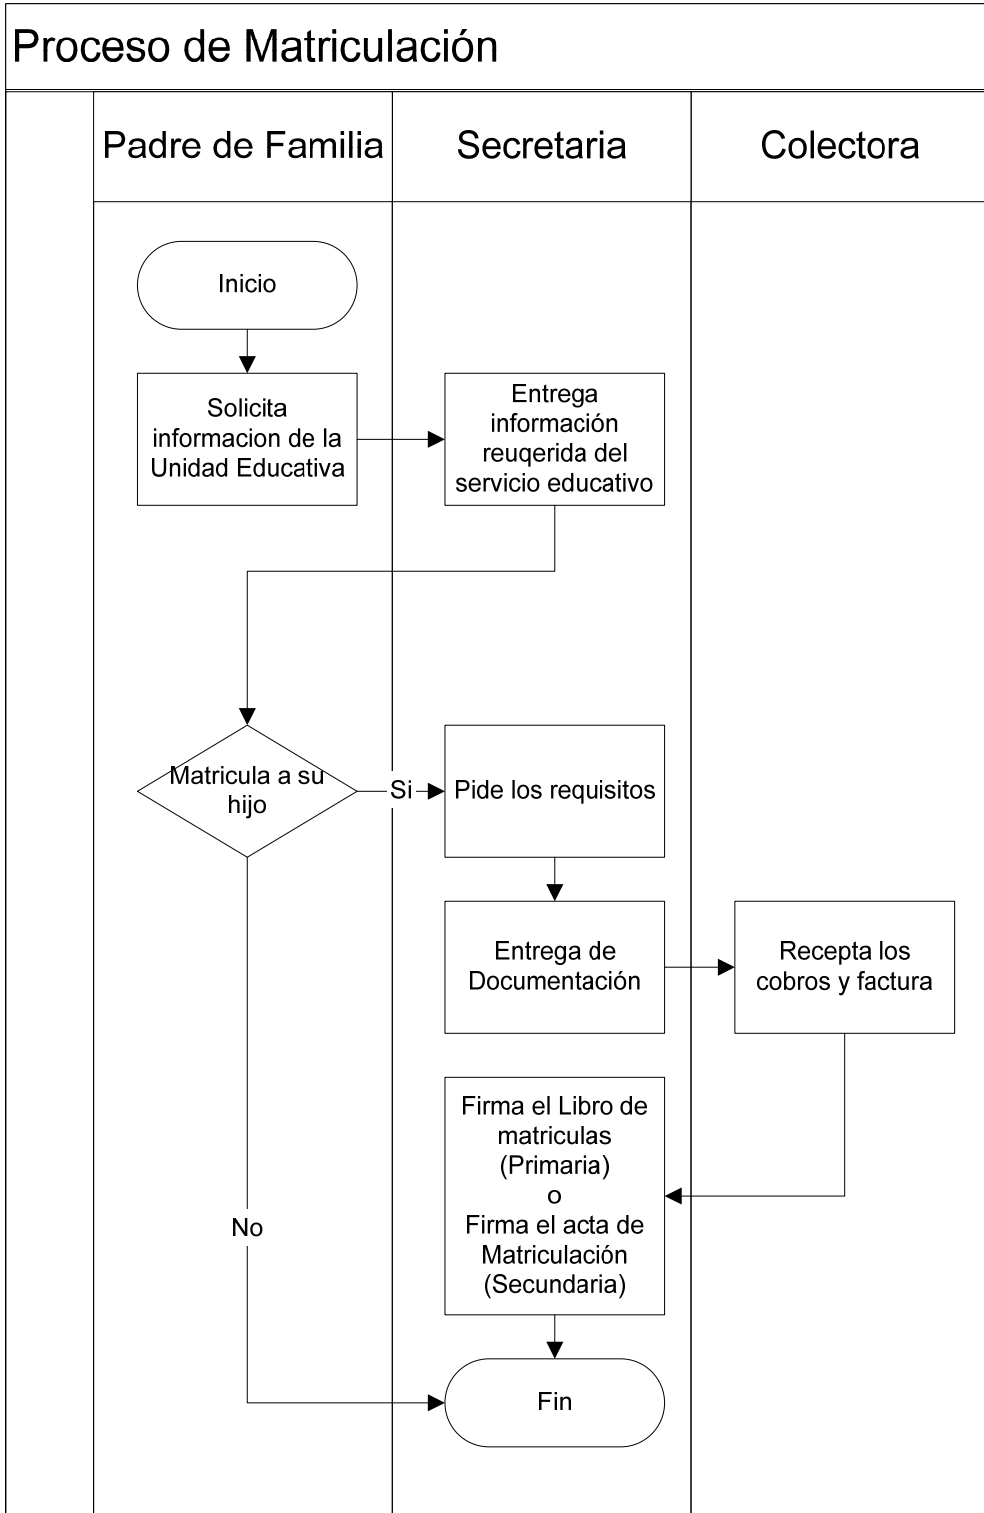 Proceso de Matriculación
Padre de Familia
Secretaria
Colectora
Inicio
Solicita
informacion de la
Unidad Educativa
Entrega
información
reuqerida del
servicio educativo
Matricula a su
hijo
Si
Pide los requisitos
Entrega de
Documentación
Recepta los
cobros y factura
Firma el Libro de
matriculas
(Primaria)
o
Firma el acta de
Matriculación
(Secundaria)
No
Fin